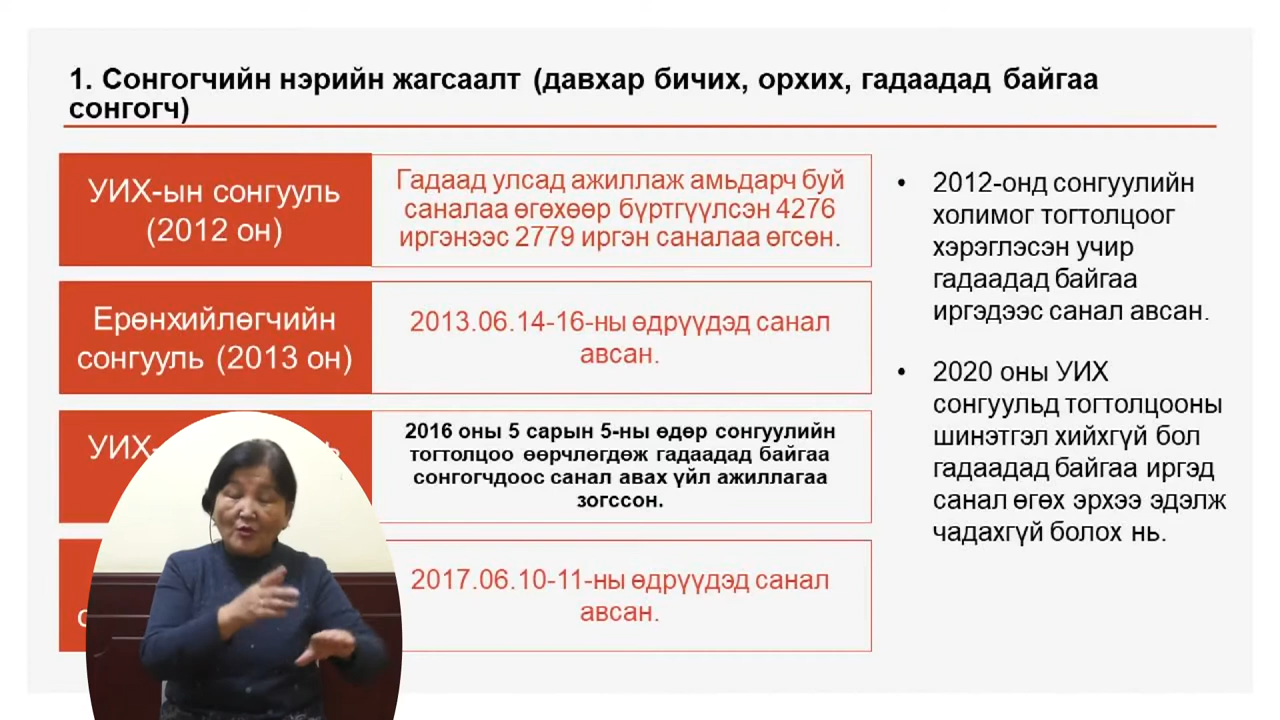 1. Сонгогчийн нэрийн жагсаалт (давхар бичих, орхих, гадаадад байгаа
сонгогч)
УИХ-ын сонгууль
(2012 он)
Гадаад улсад ажиллаж амьдарч буй
саналаа өгөхөөр бүртгүүлсэн 4276
иргэнээс 2779 иргэн саналаа өгсөн.
Ерөнхийлөгчийн
сонгууль (2013 он)
2013.06.14-16-ны өдрүүдэд санал
авсан.
УИХ-
2016 оны 5 сарын 5-ны өдөр сонгуулийн
тогтолцоо өөрчлөгдөж гадаадад байгаа
сонгогчдоос санал авах үйл ажиллагаа
зогссон.
2017.06.10-11-ны өдрүүдэд санал
авсан.
• 2012-онд сонгуулийн
холимог тогтолцоог
хэрэглэсэн учир
гадаадад байгаа
иргэдээс санал авсан.
• 2020 оны УИХ
сонгуульд тогтолцооны
шинэтгэл хийхгүй бол
гадаадад байгаа иргэд
санал өгөх эрхээ эдэлж
чадахгүй болох нь.